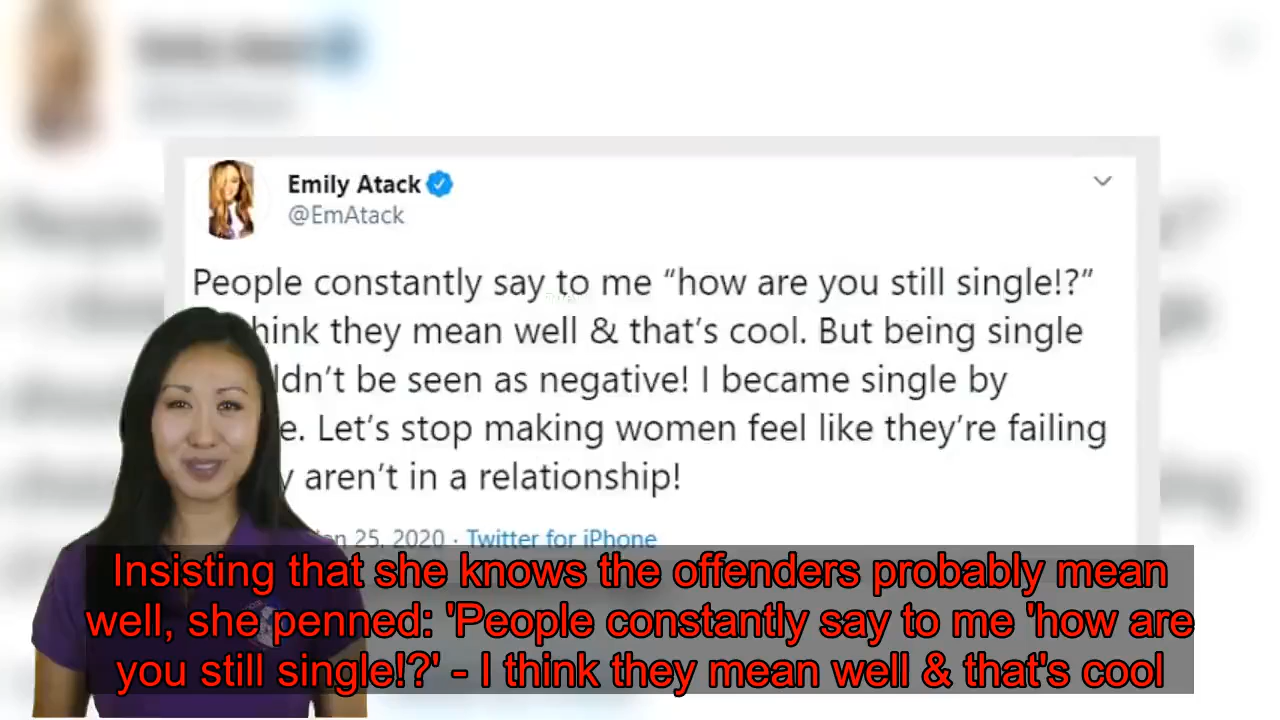 Emily Atack
@EmAtack
People constantly say to me “how are you still single!?”
hink they mean well & that’s cool. But being single
ldn’t be seen as negative! I became single by
e. Let’s stop making women feel like they’re failing
y aren’t in a relationship!
an 25, 2020 · Twitter for iPhone
Insisting that she knows the offenders probably mean
well, she penned: 'People constantly say to me 'how are
you still single!?' - I think they mean well & that's cool